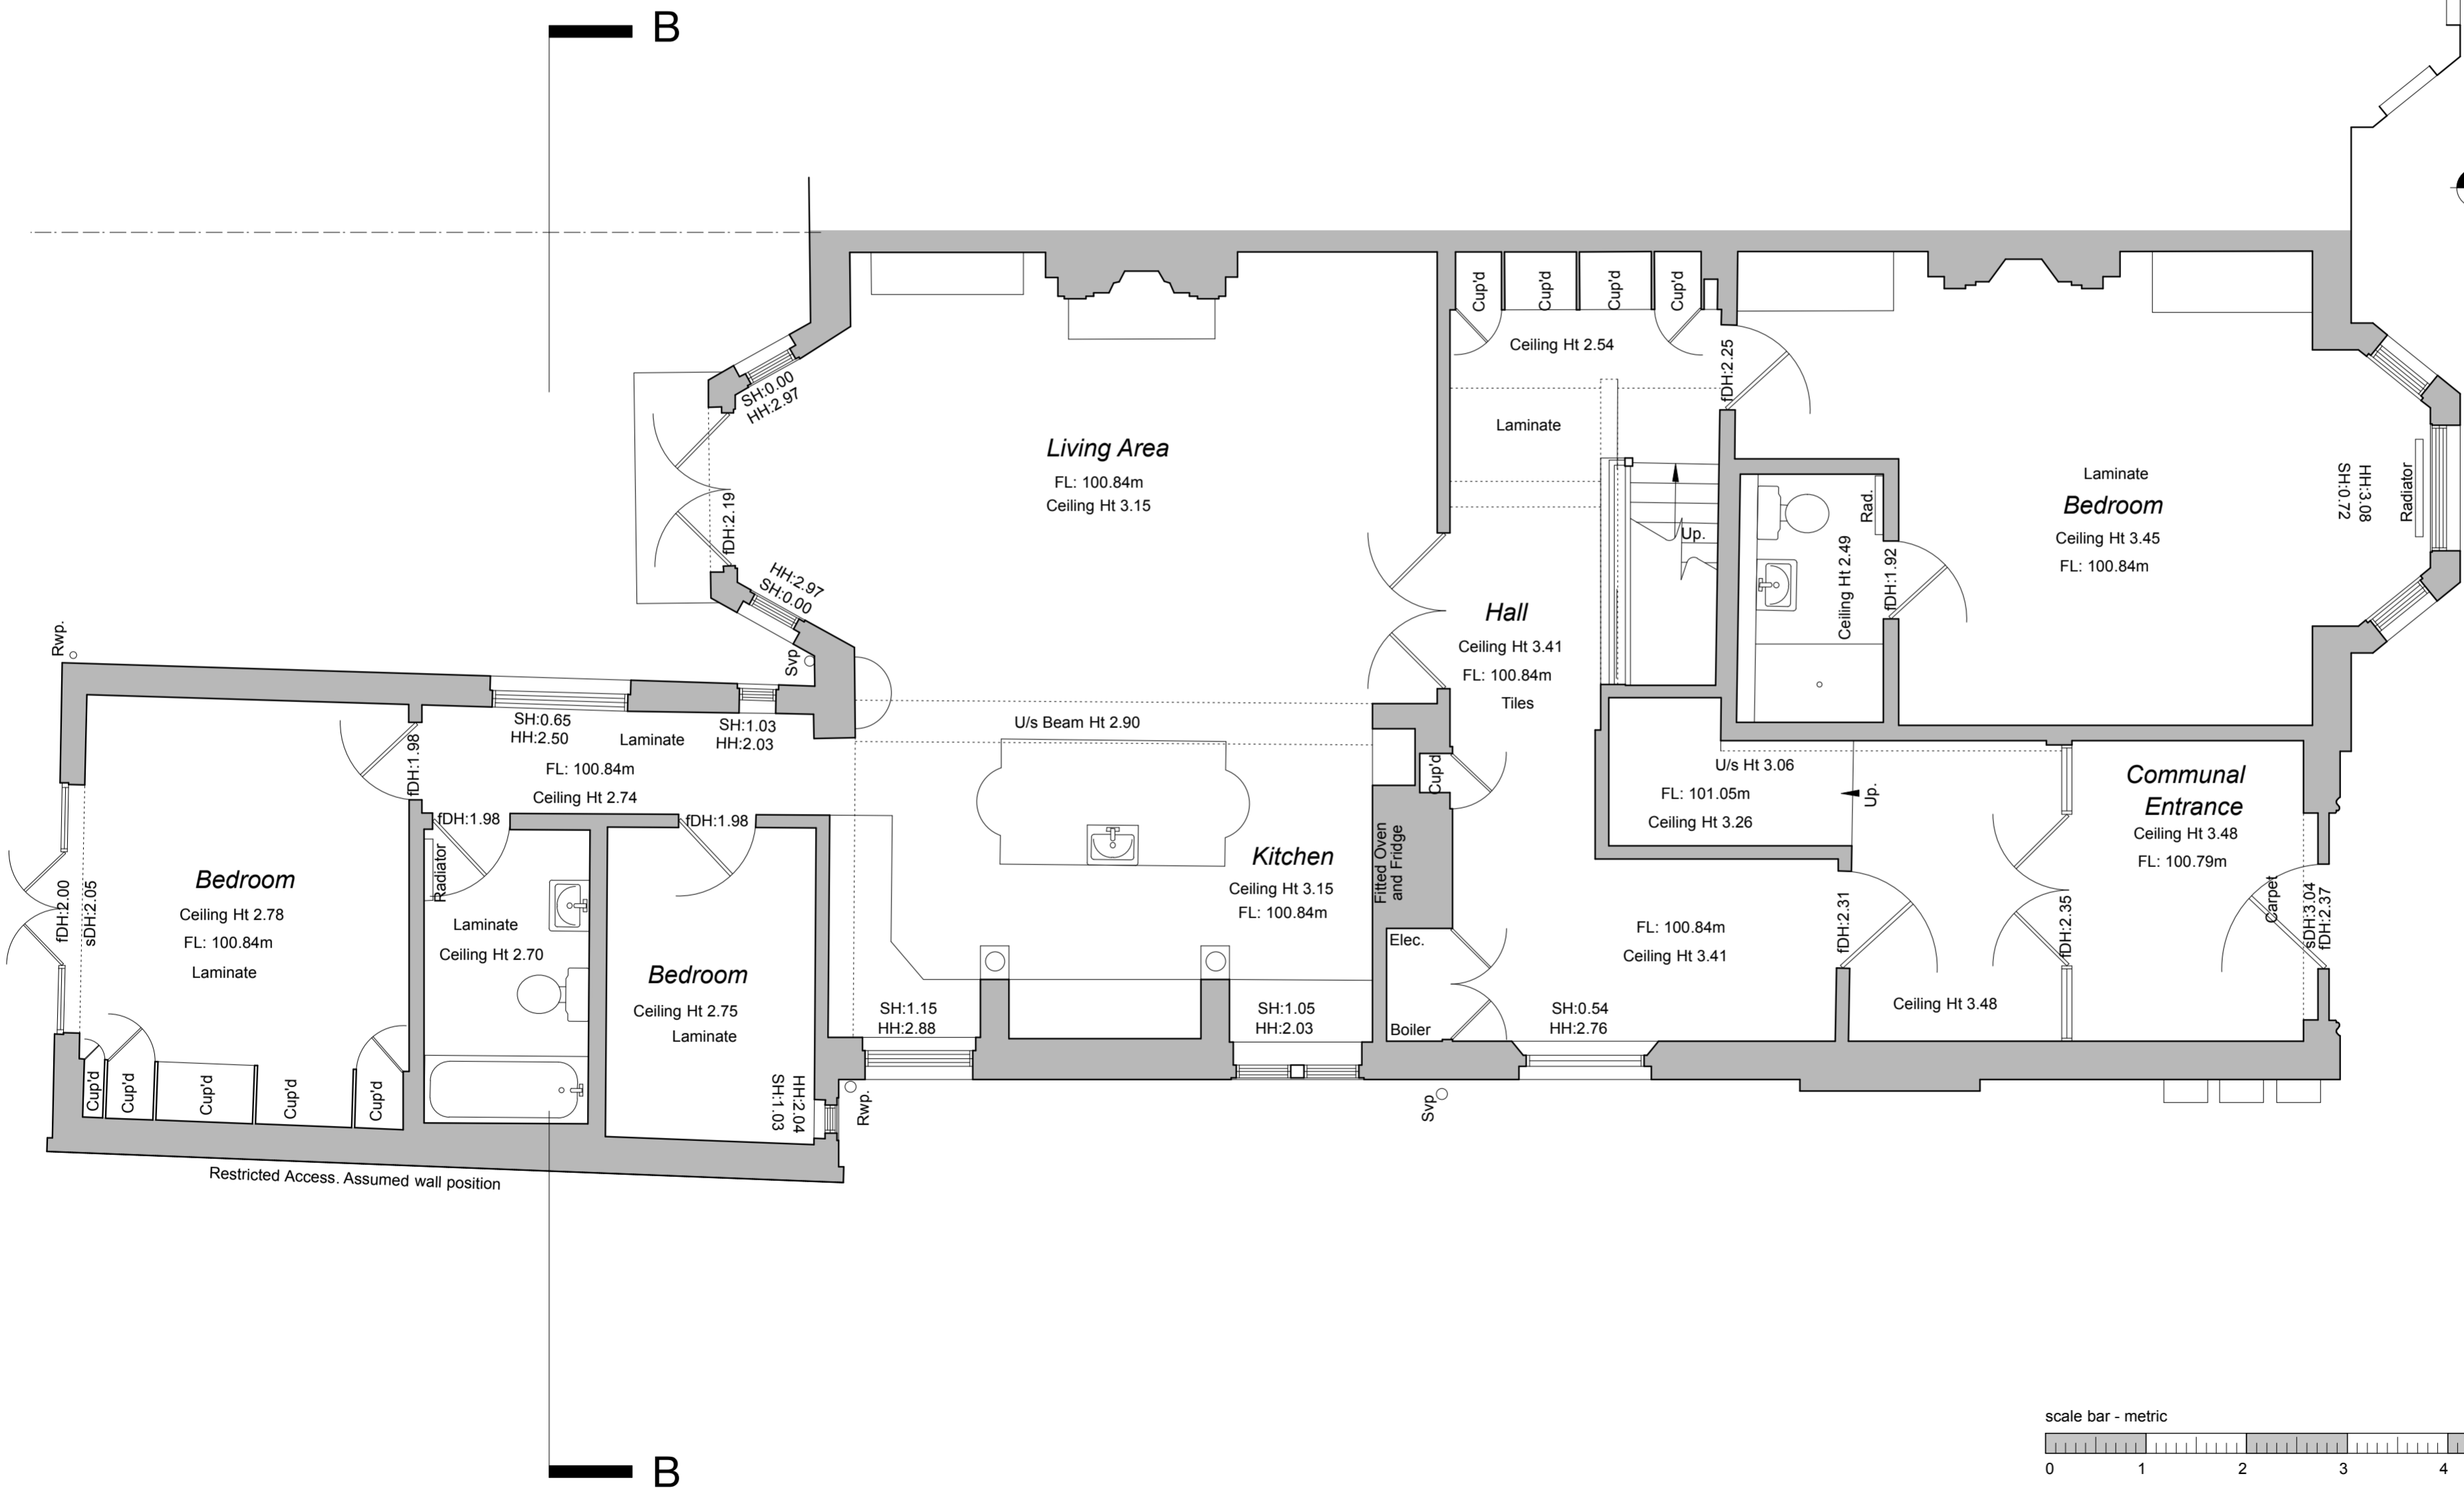 B
Cup'd
Cup'd
Cup'd
Cup'd
Ceiling Ht 2.54
fDH:2.25
SH:0.00
HH:2.97
Laminate
Living Area
FL: 100.84m
Ceiling Ht 3.15
fDH:2.19
HH:2.97
SH:0.00
Up.
Rad.
Ceiling Ht 2.49
fDH:1.92
Laminate
Bedroom
Ceiling Ht 3.45
FL: 100.84m
HH:3.08
SH:0.72
Radiator
Hall
Ceiling Ht 3.41
FL: 100.84m
Tiles
Rwp.
Svp
SH:0.65
HH:2.50
Laminate
SH:1.03
HH:2.03
U/s Beam Ht 2.90
fDH:1.98
FL: 100.84m
Ceiling Ht 2.74
Cup'd
U/s Ht 3.06
FL: 101.05m
Ceiling Ht 3.26
Up.
Communal
Entrance
Ceiling Ht 3.48
FL: 100.79m
fDH:1.98
fDH:1.98
Radiator
Kitchen
Ceiling Ht 3.15
FL: 100.84m
Fitted Oven
and Fridge
Bedroom
Ceiling Ht 2.78
FL: 100.84m
Laminate
fDH:2.00
sDH:2.05
Laminate
Ceiling Ht 2.70
Bedroom
Ceiling Ht 2.75
Laminate
Elec.
Boiler
FL: 100.84m
Ceiling Ht 3.41
fDH:2.31
fDH:2.35
Carpet
sDH:3.04
fDH:2.37
Ceiling Ht 3.48
SH:1.15
HH:2.88
SH:1.05
HH:2.03
SH:0.54
HH:2.76
Cup'd
Cup'd
Cup'd
Cup'd
Cup'd
HH:2.04
SH:1.03
Rwp.
Svp
Restricted Access. Assumed wall position
scale bar - metric
0 1 2 3 4
B